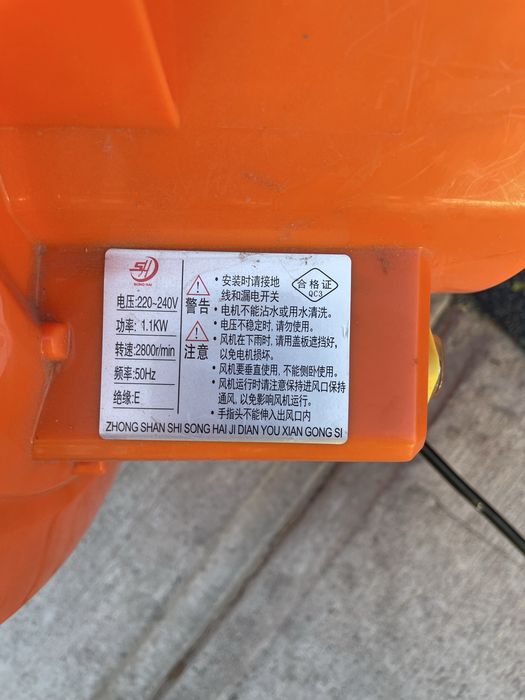 SH
SONG HAI
电压:220~240V
功率: 1.1KW
转速:2800r/min
频率:50Hz
绝缘:E
警告
注意
• 安装时请接地
线和漏电开关
• 电机不能沾水或用水清洗。
• 电压不稳定时, 请勿使用。
• 风机在下雨时, 请用盖板遮挡好,
以免电机损坏。
• 风机要垂直使用, 不能侧卧使用。
• 风机运行时请注意保持进风口保持
通风, 以免影响风机运行。
• 手指头不能伸入出风口内
合格证
QC3
ZHONG SHAN SHI SONG HAI JI DIAN YOU XIAN GONG SI